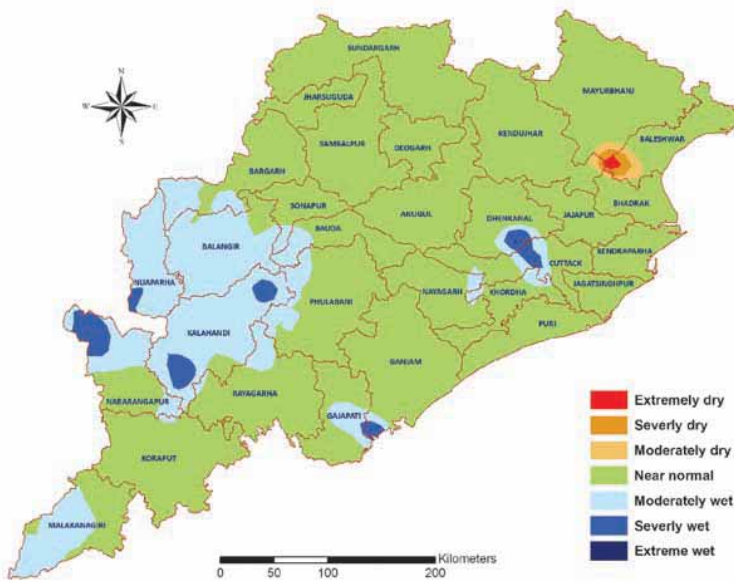 SUNDARGARH
MAYURBHANJ
JHARSUGUDA
BALESHWAR
KENDUJHAR
SAMBALPUR
DEOGARH
BARGARH
BHADRAK
SONAPUR
ANUGUL
DHENKANAL
JAJAPUR
BAUDA
BALANGIR
KENDRAPARHA
CUTTACK
NUAPARHA
JAGATSINGHPUR
NAYAGARH
KHORDHA
PHULABANI
PURI
KALAHANDI
GANJAM
RAYAGARHA
NABARANGAPUR
GAJAPATI
KORAPUT
MALAKANAGIRI
N
W
E
S
Extremely dry
Severly dry
Moderately dry
Near normal
Moderately wet
Severly wet
Extreme wet
Kilometers
0 50 100 200